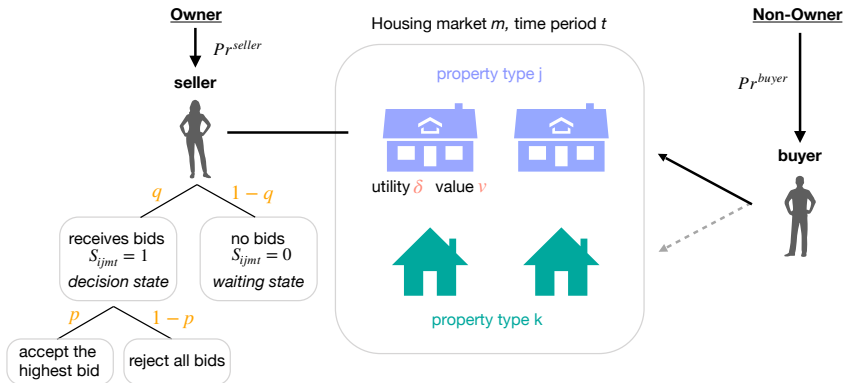 Owner
Pr^seller
seller
q
1 − q
receives bids
S_ijmt = 1
decision state
no bids
S_ijmt = 0
waiting state
p
1 − p
accept the
highest bid
reject all bids
Housing market m, time period t
property type j
utility δ value v
property type k
Non-Owner
Pr^buyer
buyer